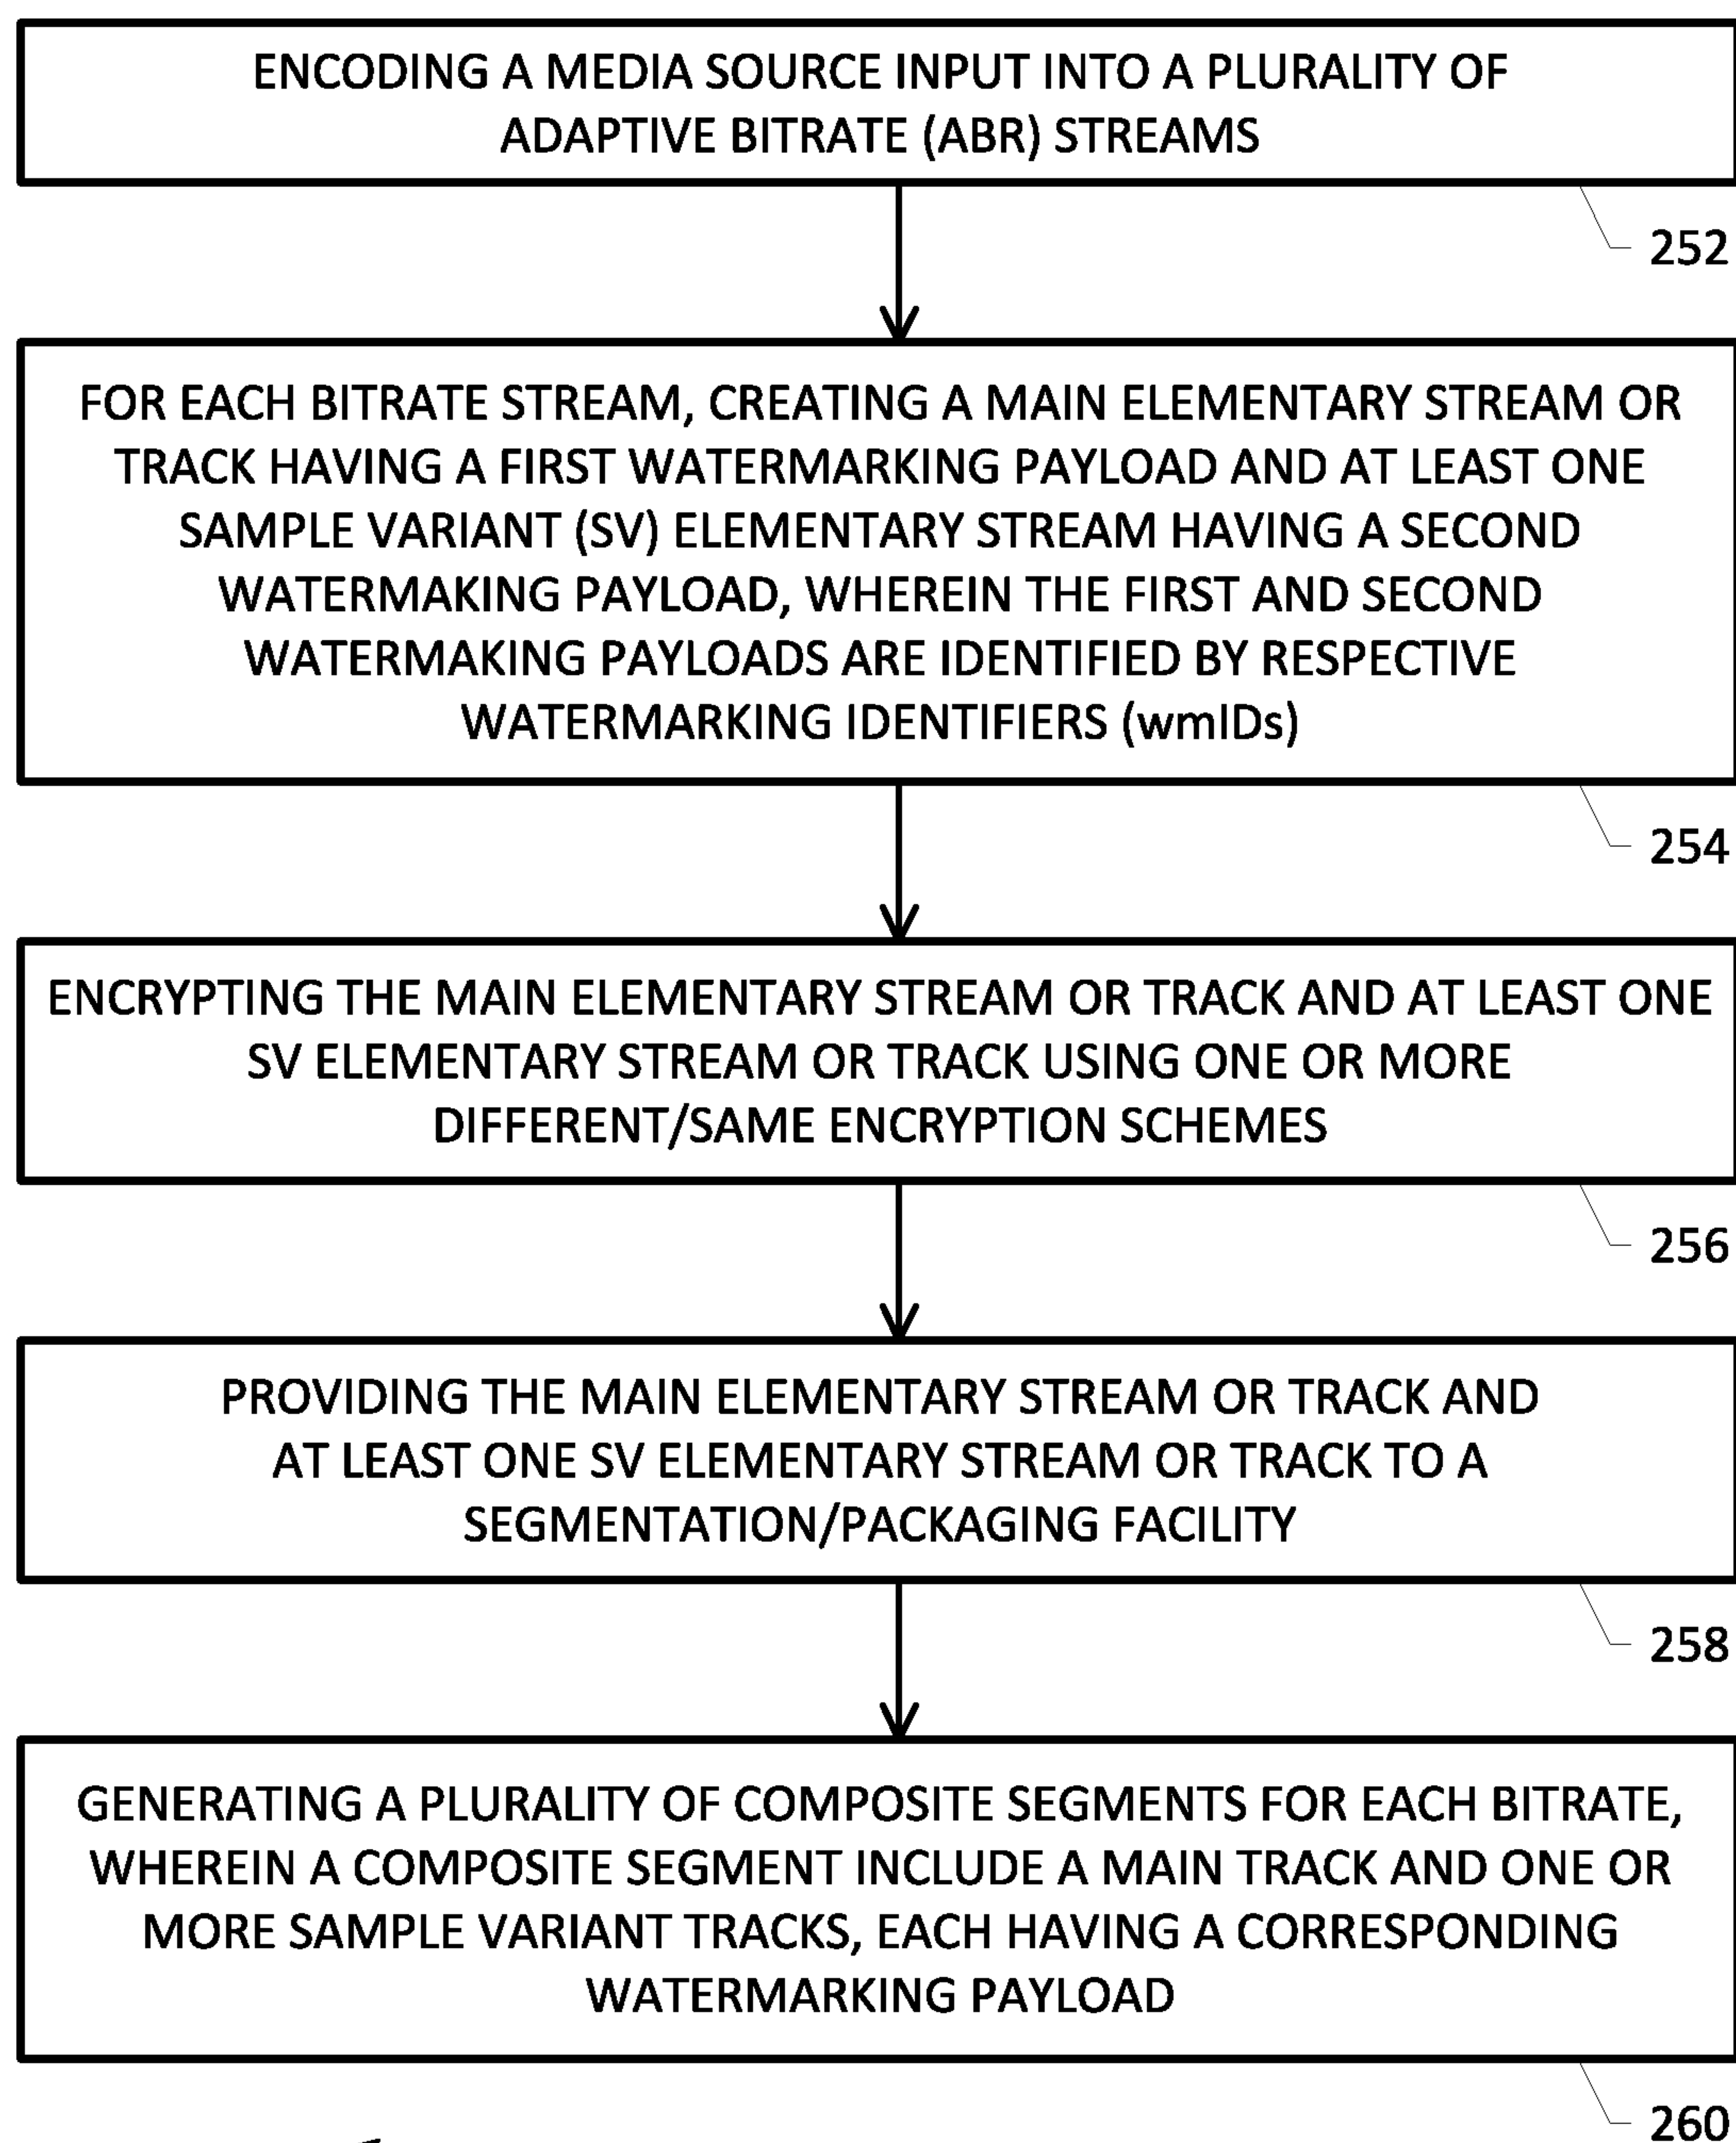 ENCODING A MEDIA SOURCE INPUT INTO A PLURALITY OF
ADAPTIVE BITRATE (ABR) STREAMS
252
FOR EACH BITRATE STREAM, CREATING A MAIN ELEMENTARY STREAM OR
TRACK HAVING A FIRST WATERMARKING PAYLOAD AND AT LEAST ONE
SAMPLE VARIANT (SV) ELEMENTARY STREAM HAVING A SECOND
WATERMAKING PAYLOAD, WHEREIN THE FIRST AND SECOND
WATERMAKING PAYLOADS ARE IDENTIFIED BY RESPECTIVE
WATERMARKING IDENTIFIERS (wmIDs)
254
ENCRYPTING THE MAIN ELEMENTARY STREAM OR TRACK AND AT LEAST ONE
SV ELEMENTARY STREAM OR TRACK USING ONE OR MORE
DIFFERENT/SAME ENCRYPTION SCHEMES
256
PROVIDING THE MAIN ELEMENTARY STREAM OR TRACK AND
AT LEAST ONE SV ELEMENTARY STREAM OR TRACK TO A
SEGMENTATION/PACKAGING FACILITY
258
GENERATING A PLURALITY OF COMPOSITE SEGMENTS FOR EACH BITRATE,
WHEREIN A COMPOSITE SEGMENT INCLUDE A MAIN TRACK AND ONE OR
MORE SAMPLE VARIANT TRACKS, EACH HAVING A CORRESPONDING
WATERMARKING PAYLOAD
260